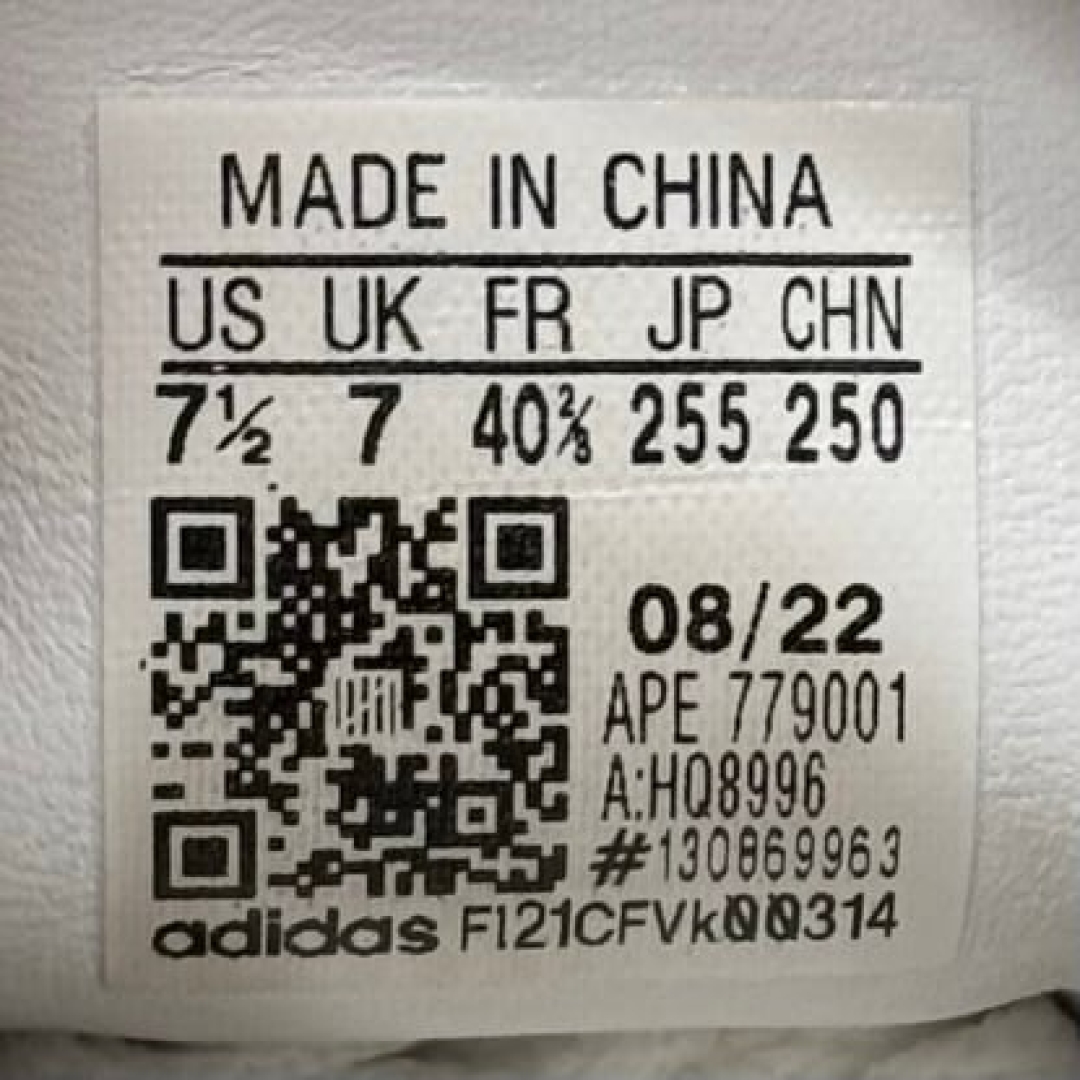 MADE IN CHINA
US UK FR JP CHN
7½ 7 40⅔ 255 250
08/22
APE 779001
A:HQ8996
#130869963
adidas FI21CFVk00314